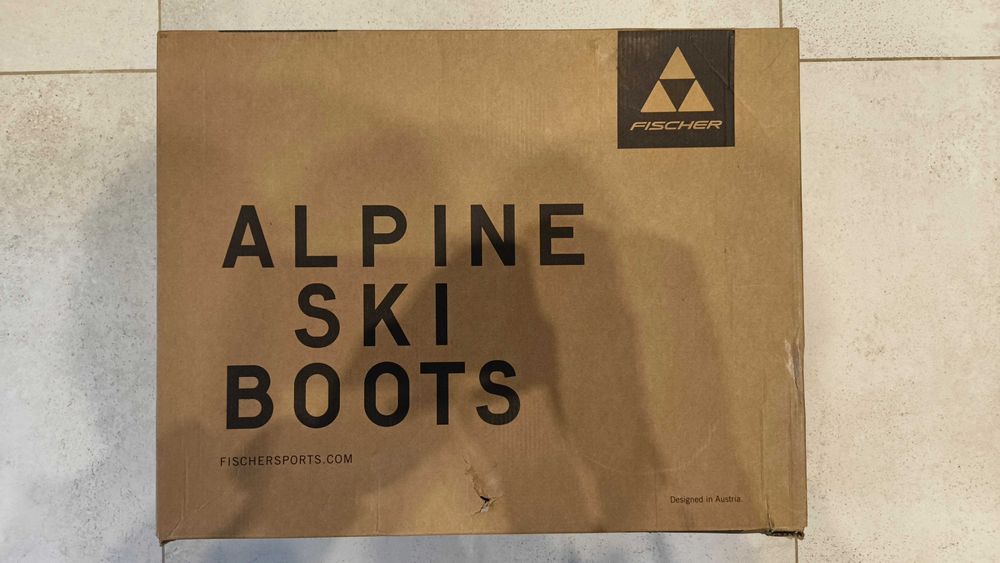 FISCHER
ALPINE
SKI
BOOTS
FISCHERSPORTS.COM
Designed in Austria.